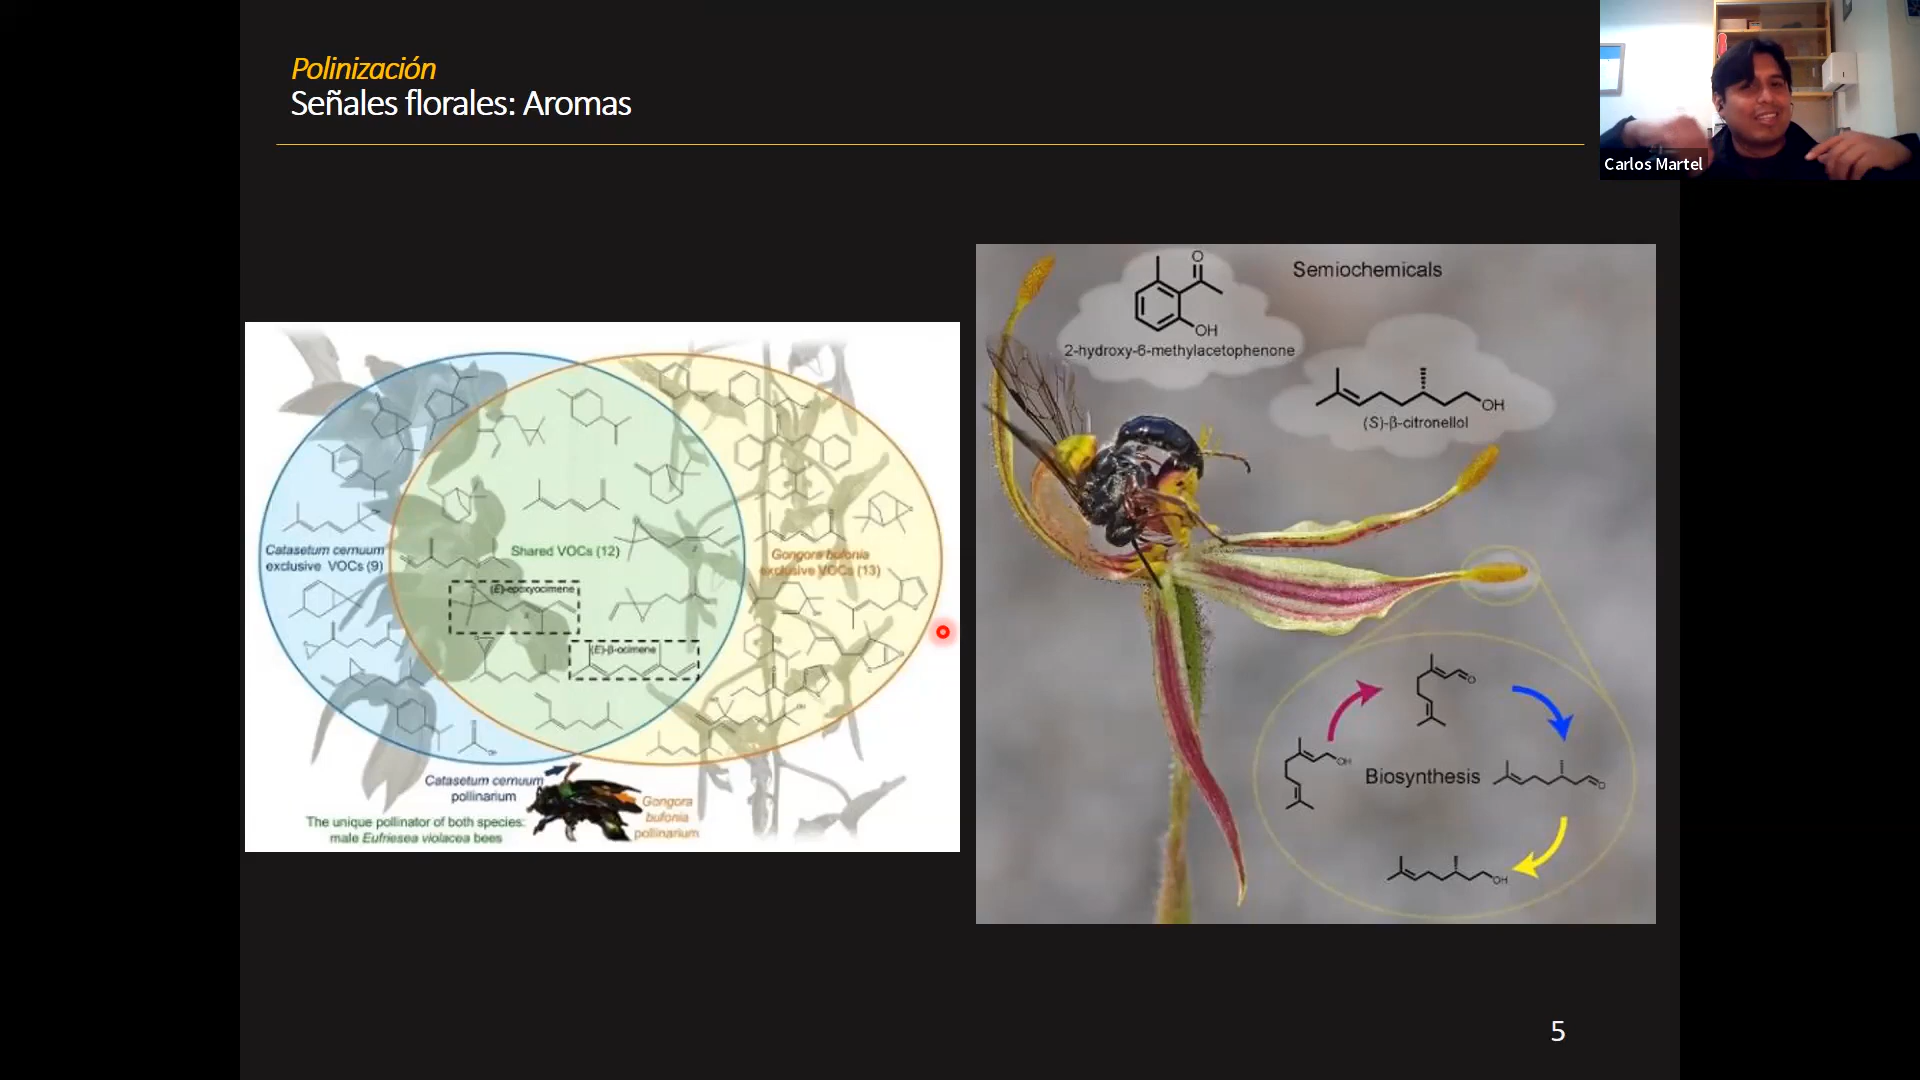 Polinización
Señales florales: Aromas
Carlos Martel
Catasetum cernuum
exclusive VOCs (9)
Shared VOCs (12)
Gongora bufonia
exclusive VOCs (13)
(E)-epoxyocimene
(E)-β-ocimene
Catasetum cernuum
pollinarium
Gongora
bufonia
pollinarium
The unique pollinator of both species:
male Eufriesea violacea bees
Semiochemicals
O
OH
2-hydroxy-6-methylacetophenone
OH
(S)-β-citronellol
O
OH
Biosynthesis
O
OH
5